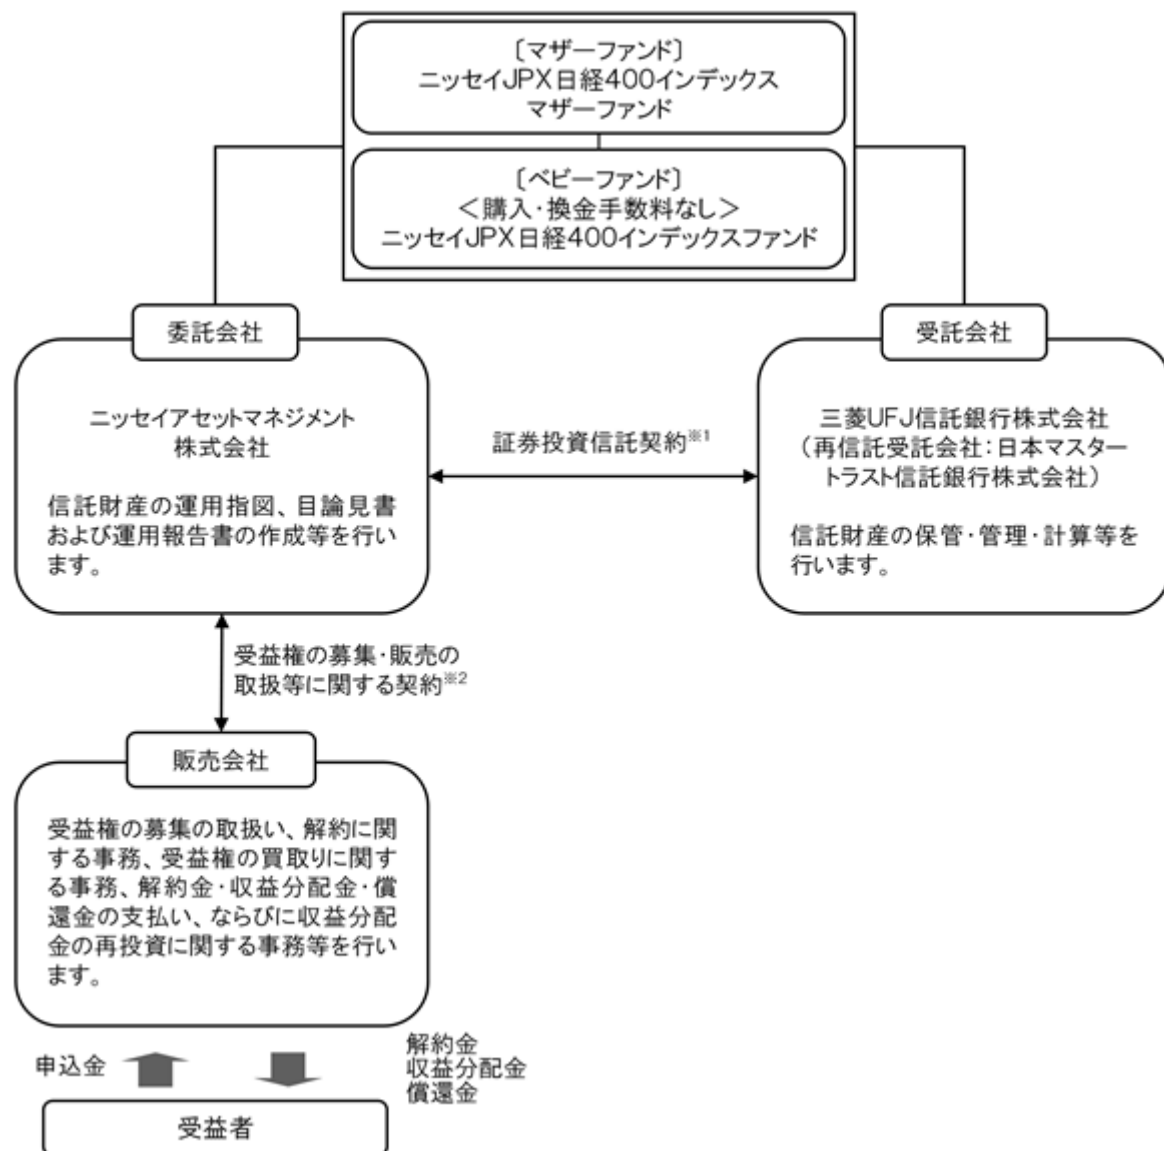 〔マザーファンド〕
ニッセイJPX日経400インデックス
マザーファンド
〔ベビーファンド〕
＜購入・換金手数料なし＞
ニッセイJPX日経400インデックスファンド
委託会社
ニッセイアセットマネジメント
株式会社
信託財産の運用指図、目論見書
および運用報告書の作成等を行い
ます。
証券投資信託契約※1
受託会社
三菱UFJ信託銀行株式会社
（再信託受託会社：日本マスター
トラスト信託銀行株式会社）
信託財産の保管・管理・計算等を
行います。
受益権の募集・販売の
取扱等に関する契約※2
販売会社
受益権の募集の取扱い、解約に関
する事務、受益権の買取りに関す
る事務、解約金・収益分配金・償
還金の支払い、ならびに収益分配
金の再投資に関する事務等を行い
ます。
申込金
解約金
収益分配金
償還金
受益者